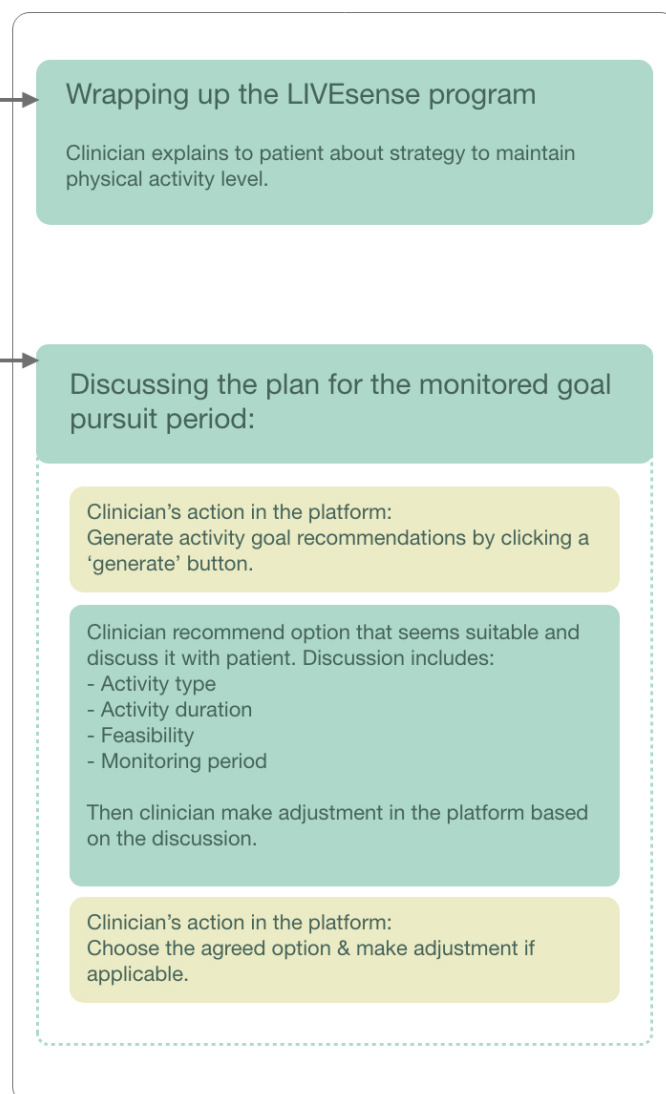 Wrapping up the LIVEsense program
Clinician explains to patient about strategy to maintain
physical activity level.
Discussing the plan for the monitored goal
pursuit period:
Clinician’s action in the platform:
Generate activity goal recommendations by clicking a
‘generate’ button.
Clinician recommend option that seems suitable and
discuss it with patient. Discussion includes:
- Activity type
- Activity duration
- Feasibility
- Monitoring period
Then clinician make adjustment in the platform based
on the discussion.
Clinician’s action in the platform:
Choose the agreed option & make adjustment if
applicable.